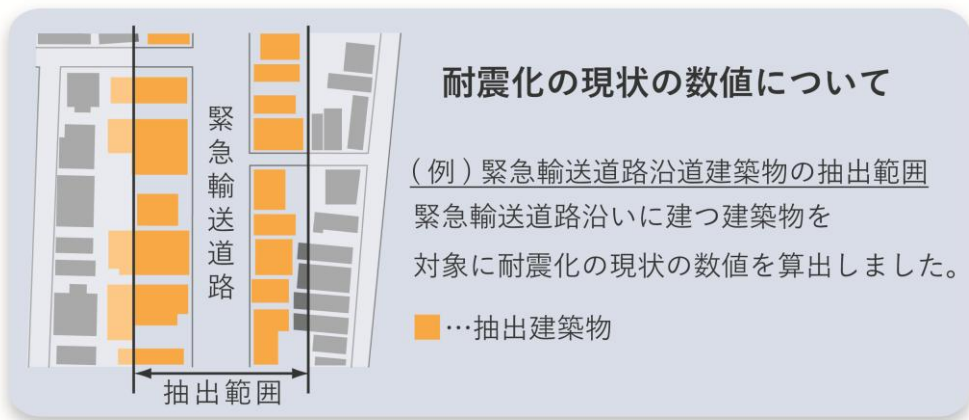 耐震化の現状の数値について
(例)緊急輸送道路沿道建築物の抽出範囲
緊急輸送道路沿いに建つ建築物を
対象に耐震化の現状の数値を算出しました。
■…抽出建築物
緊急輸送道路
抽出範囲